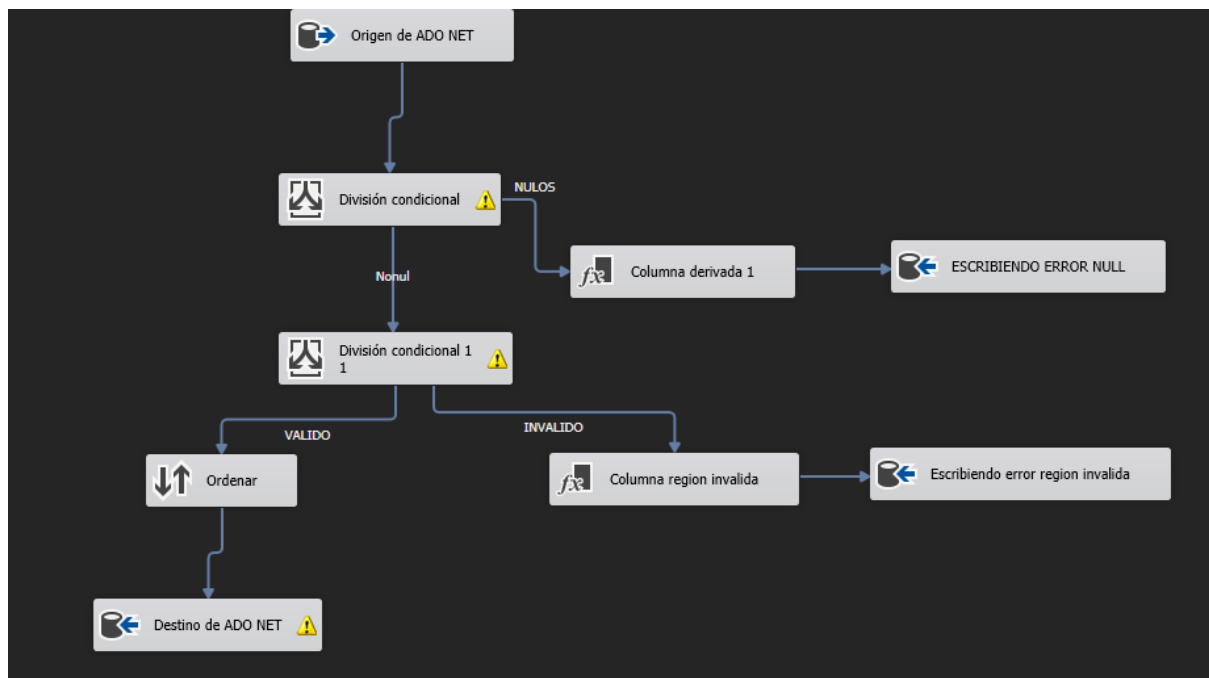 Origen de ADO NET
División condicional
NULOS
Columna derivada 1
ESCRIBIENDO ERROR NULL
Nonul
División condicional 1
1
VALIDO
INVALIDO
Ordenar
Columna region invalida
Escribiendo error region invalida
Destino de ADO NET